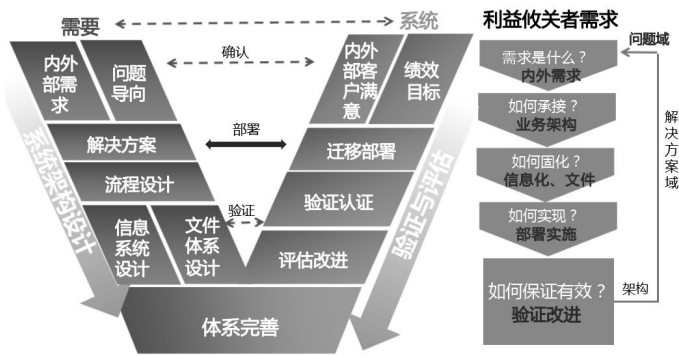 需要
系统
利益攸关者需求
内外
部需
求
问题
导向
确认
内外
部客
户满
意
绩效
目标
解决方案
部署
迁移部署
流程设计
验证认证
信息
系统
设计
文件
体系
设计
验证
评估改进
体系完善
系统架构设计
验证与评估
问题域
需求是什么？
内外需求
如何承接？
业务架构
如何固化？
信息化、文件
如何实现？
部署实施
如何保证有效？
验证改进
架构
解决方案域